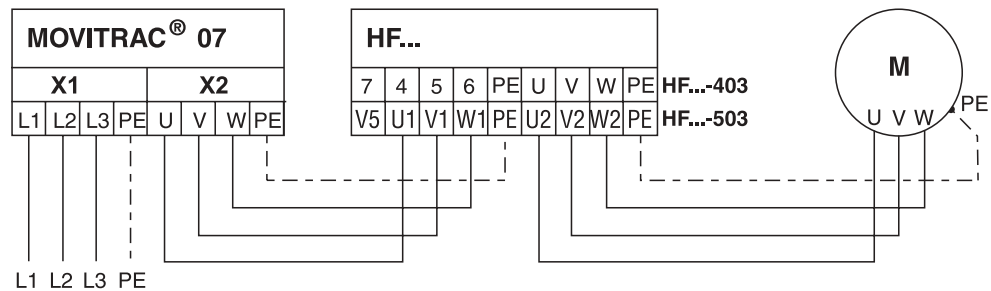 MOVITRAC® 07 HF... M
X1 X2 7 4 5 6 PE U V W PE HF...-403
L1 L2 L3 PE U V W PE V5 U1 V1 W1 PE U2 V2 W2 PE HF...-503 U V W PE
L1 L2 L3 PE